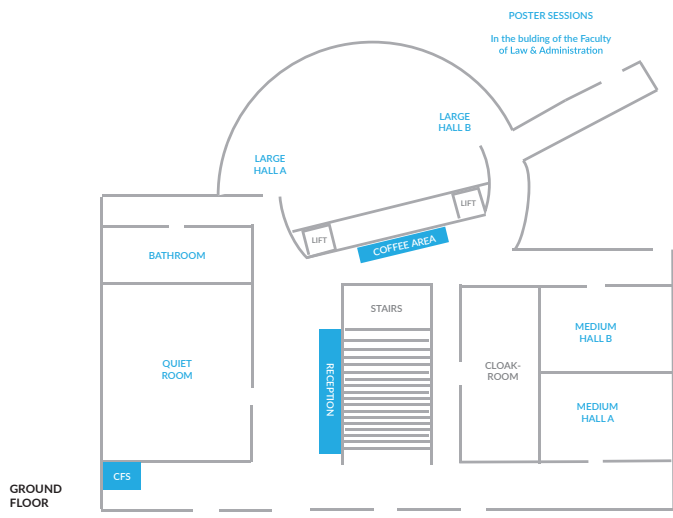 POSTER SESSIONS
In the bulding of the Faculty
of Law & Administration
LARGE
HALL B
LARGE
HALL A
LIFT
LIFT
COFFEE AREA
BATHROOM
STAIRS
MEDIUM
HALL B
QUIET
ROOM
RECEPTION
CLOAK-
ROOM
MEDIUM
HALL A
CFS
GROUND
FLOOR